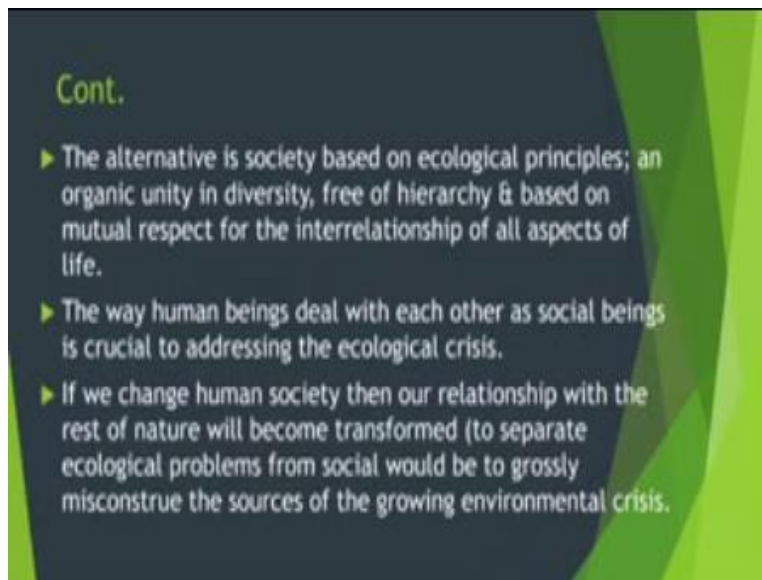 Cont.
The alternative is society based on ecological principles; an
organic unity in diversity, free of hierarchy & based on
mutual respect for the interrelationship of all aspects of
life.
The way human beings deal with each other as social beings
is crucial to addressing the ecological crisis.
If we change human society then our relationship with the
rest of nature will become transformed (to separate
ecological problems from social would be to grossly
misconstrue the sources of the growing environmental crisis.